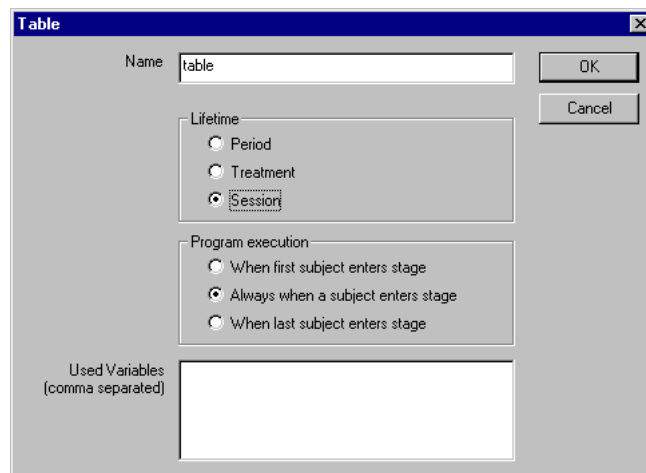 Table
Name
table
OK
Cancel
Lifetime
Period
Treatment
Session
Program execution
When first subject enters stage
Always when a subject enters stage
When last subject enters stage
Used Variables
(comma separated)